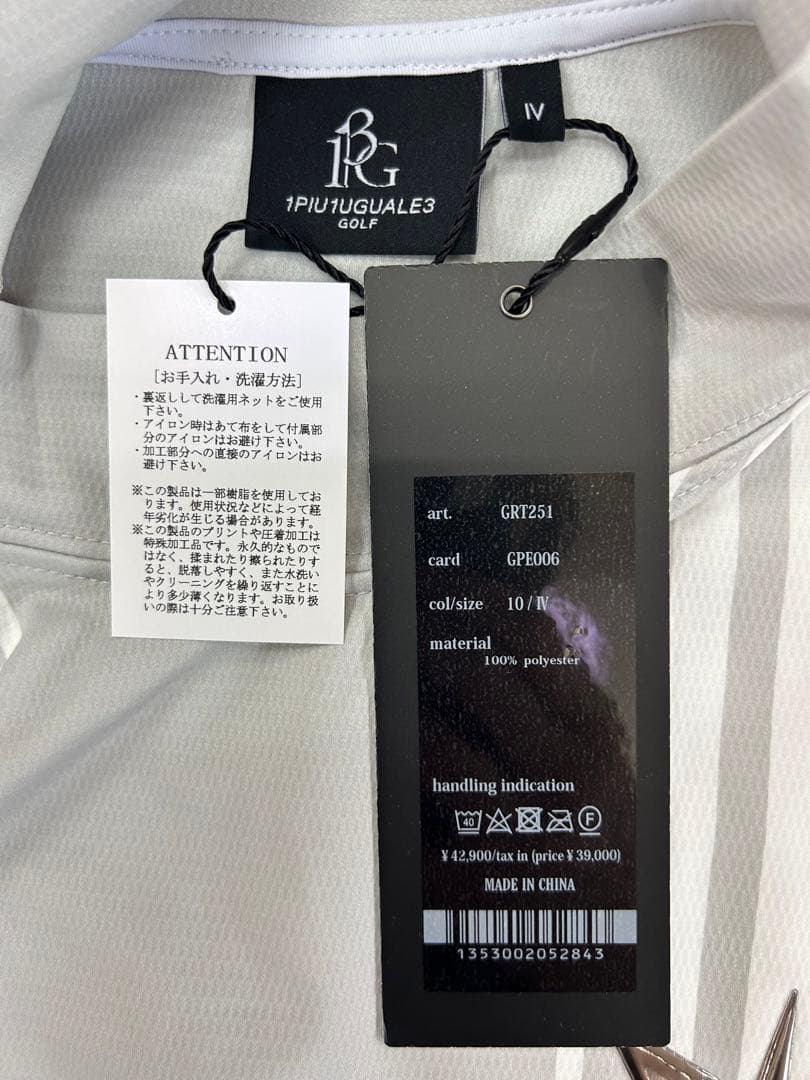 1PG
1PIU1UGUALE3
GOLF
IV
ATTENTION
[お手入れ・洗濯方法]
・裏返しして洗濯用ネットをご使用
下さい。
・アイロン時はあて布をして付属部
分のアイロンはお避け下さい。
・加工部分への直接のアイロンはお
避け下さい。
※この製品は一部樹脂を使用してお
ります。使用状況などによって経
年劣化が生じる場合があります。
※この製品のプリントや圧着加工は
特殊加工品です。永久的なもので
はなく、揉まれたり擦られたりす
ると、脱落しやすく、また水洗い
やクリーニングを繰り返すことに
より多少薄くなります。お取り扱
いの際は十分ご注意下さい。
art. GRT251
card GPE006
col/size 10 / IV
material
100% polyester
handling indication
40 F
¥ 42,900/tax in (price ¥ 39,000)
MADE IN CHINA
1353002052843